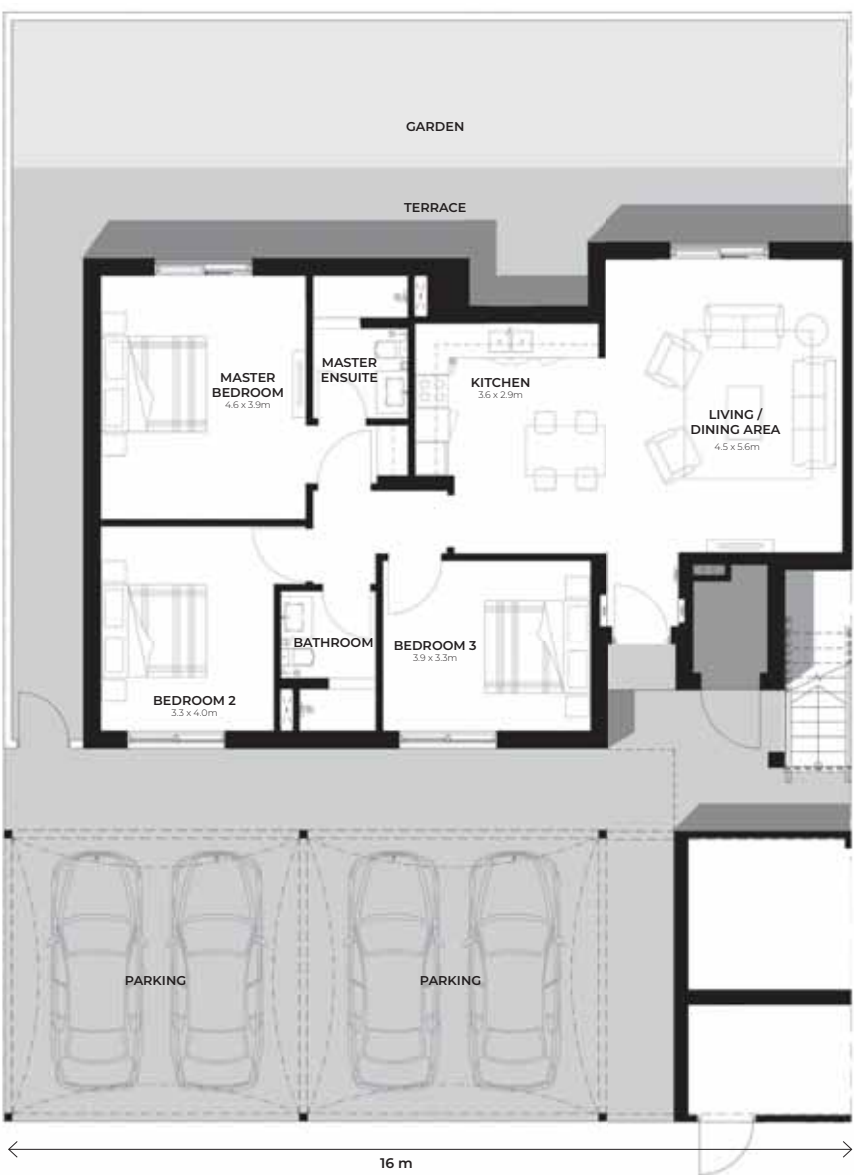 GARDEN
TERRACE
MASTER
BEDROOM
4.6 x 3.9m
MASTER
ENSUITE
KITCHEN
3.6 x 2.9m
LIVING /
DINING AREA
4.5 x 5.6m
BATHROOM
BEDROOM 3
3.9 x 3.3m
BEDROOM 2
3.3 x 4.0m
PARKING
PARKING
16 m